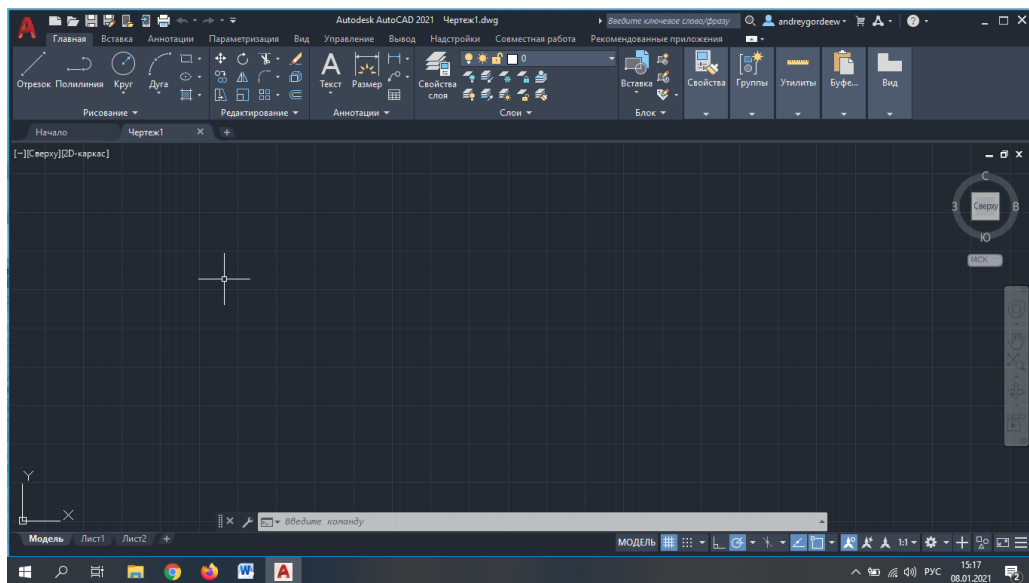 Autodesk AutoCAD 2021 Чертеж1.dwg
Введите ключевое слово/фразу
andreygordeew
Главная Вставка Аннотации Параметризация Вид Управление Вывод Надстройки Совместная работа Рекомендованные приложения
Отрезок Полилиния Круг Дуга
Текст Размер
Свойства слоя
0
Вставка
Свойства
Группы
Утилиты
Буфе...
Вид
Рисование Редактирование Аннотации Слои Блок
Начало Чертеж1
[−][Сверху][2D-каркас]
С
З Сверху В
Ю
МСК
Y
X
Введите команду
Модель Лист1 Лист2 +
МОДЕЛЬ 1:1
W A
РУС
15:17
08.01.2021
2